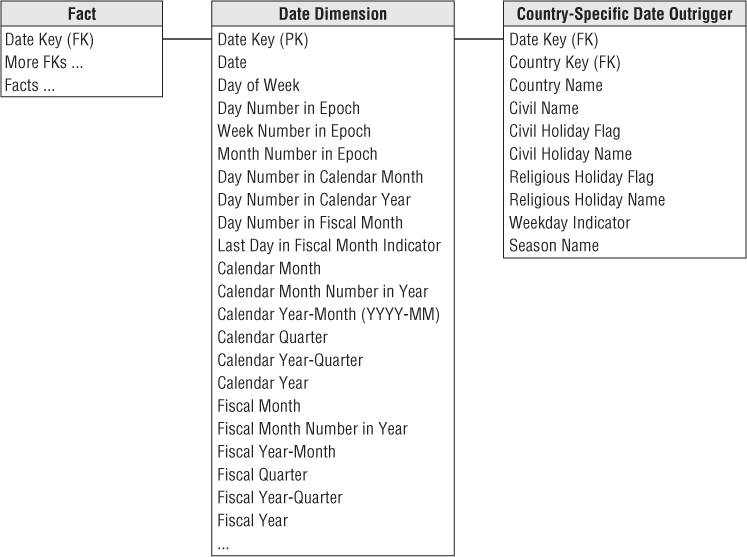 Fact
Date Key (FK)
More FKs ...
Facts ...
Date Dimension
Date Key (PK)
Date
Day of Week
Day Number in Epoch
Week Number in Epoch
Month Number in Epoch
Day Number in Calendar Month
Day Number in Calendar Year
Day Number in Fiscal Month
Last Day in Fiscal Month Indicator
Calendar Month
Calendar Month Number in Year
Calendar Year-Month (YYYY-MM)
Calendar Quarter
Calendar Year-Quarter
Calendar Year
Fiscal Month
Fiscal Month Number in Year
Fiscal Year-Month
Fiscal Quarter
Fiscal Year-Quarter
Fiscal Year
...
Country-Specific Date Outrigger
Date Key (FK)
Country Key (FK)
Country Name
Civil Name
Civil Holiday Flag
Civil Holiday Name
Religious Holiday Flag
Religious Holiday Name
Weekday Indicator
Season Name